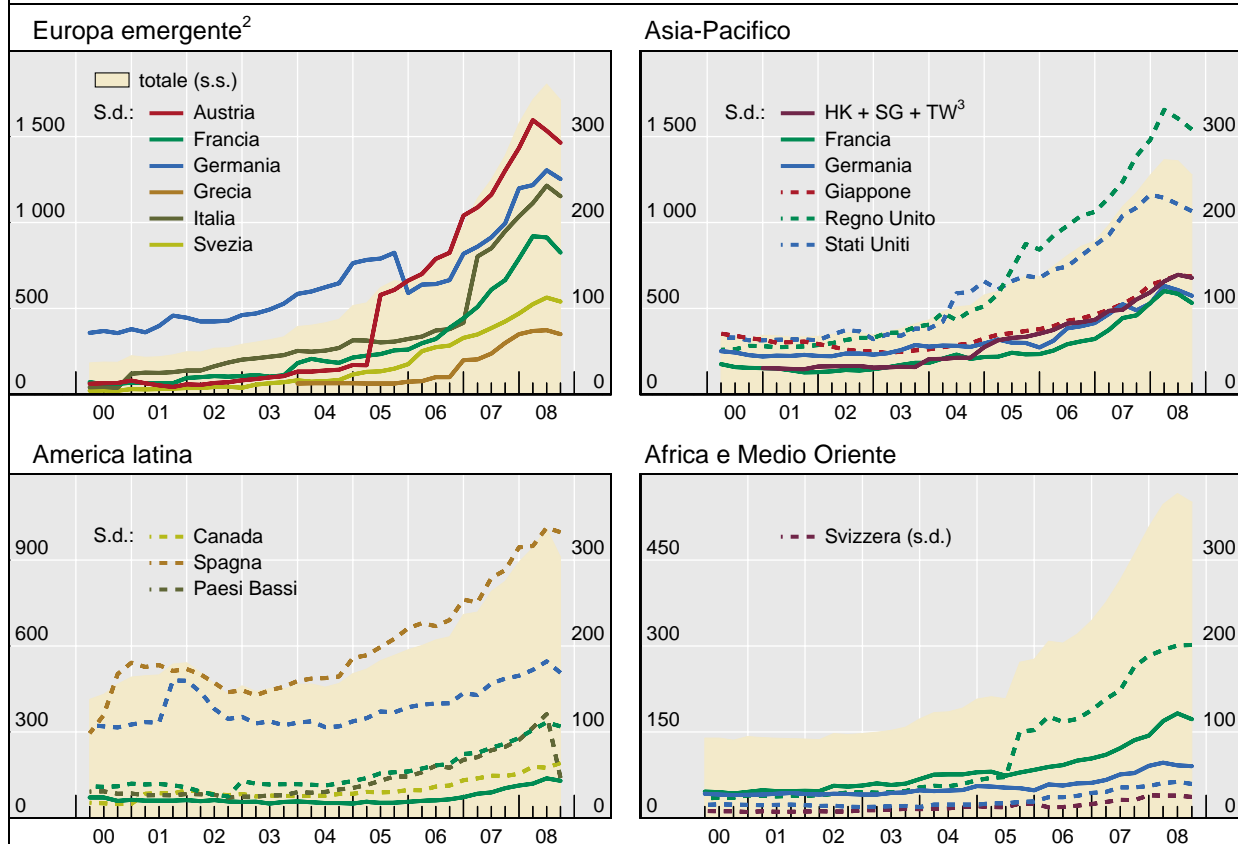 Europa emergente²
totale (s.s.)
S.d.:
Austria
Francia
Germania
Grecia
Italia
Svezia
1 500
1 000
500
0
300
200
100
0
00 01 02 03 04 05 06 07 08
Asia-Pacifico
S.d.:
HK + SG + TW³
Francia
Germania
Giappone
Regno Unito
Stati Uniti
1 500
1 000
500
0
300
200
100
0
00 01 02 03 04 05 06 07 08
America latina
S.d.:
Canada
Spagna
Paesi Bassi
900
600
300
0
300
200
100
0
00 01 02 03 04 05 06 07 08
Africa e Medio Oriente
Svizzera (s.d.)
450
300
150
0
300
200
100
0
00 01 02 03 04 05 06 07 08